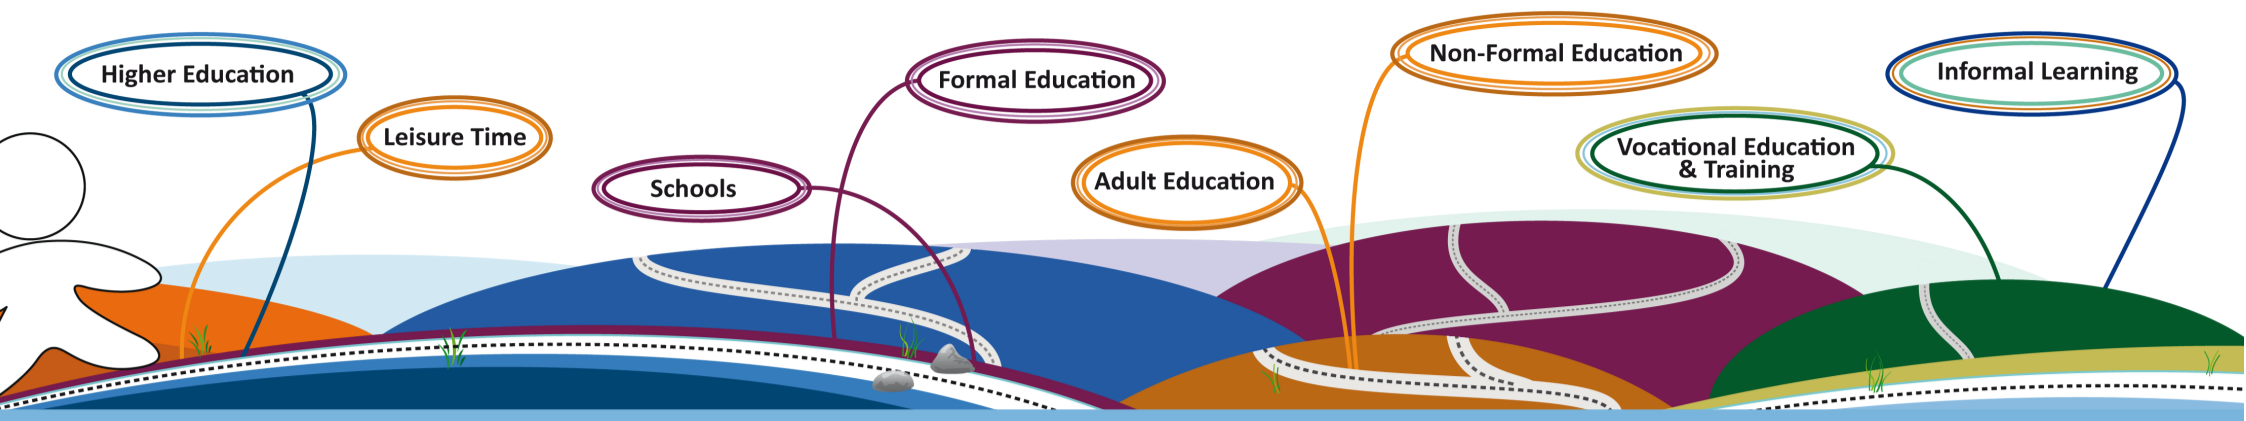 Higher Education
Leisure Time
Schools
Formal Education
Adult Education
Non-Formal Education
Vocational Education
& Training
Informal Learning